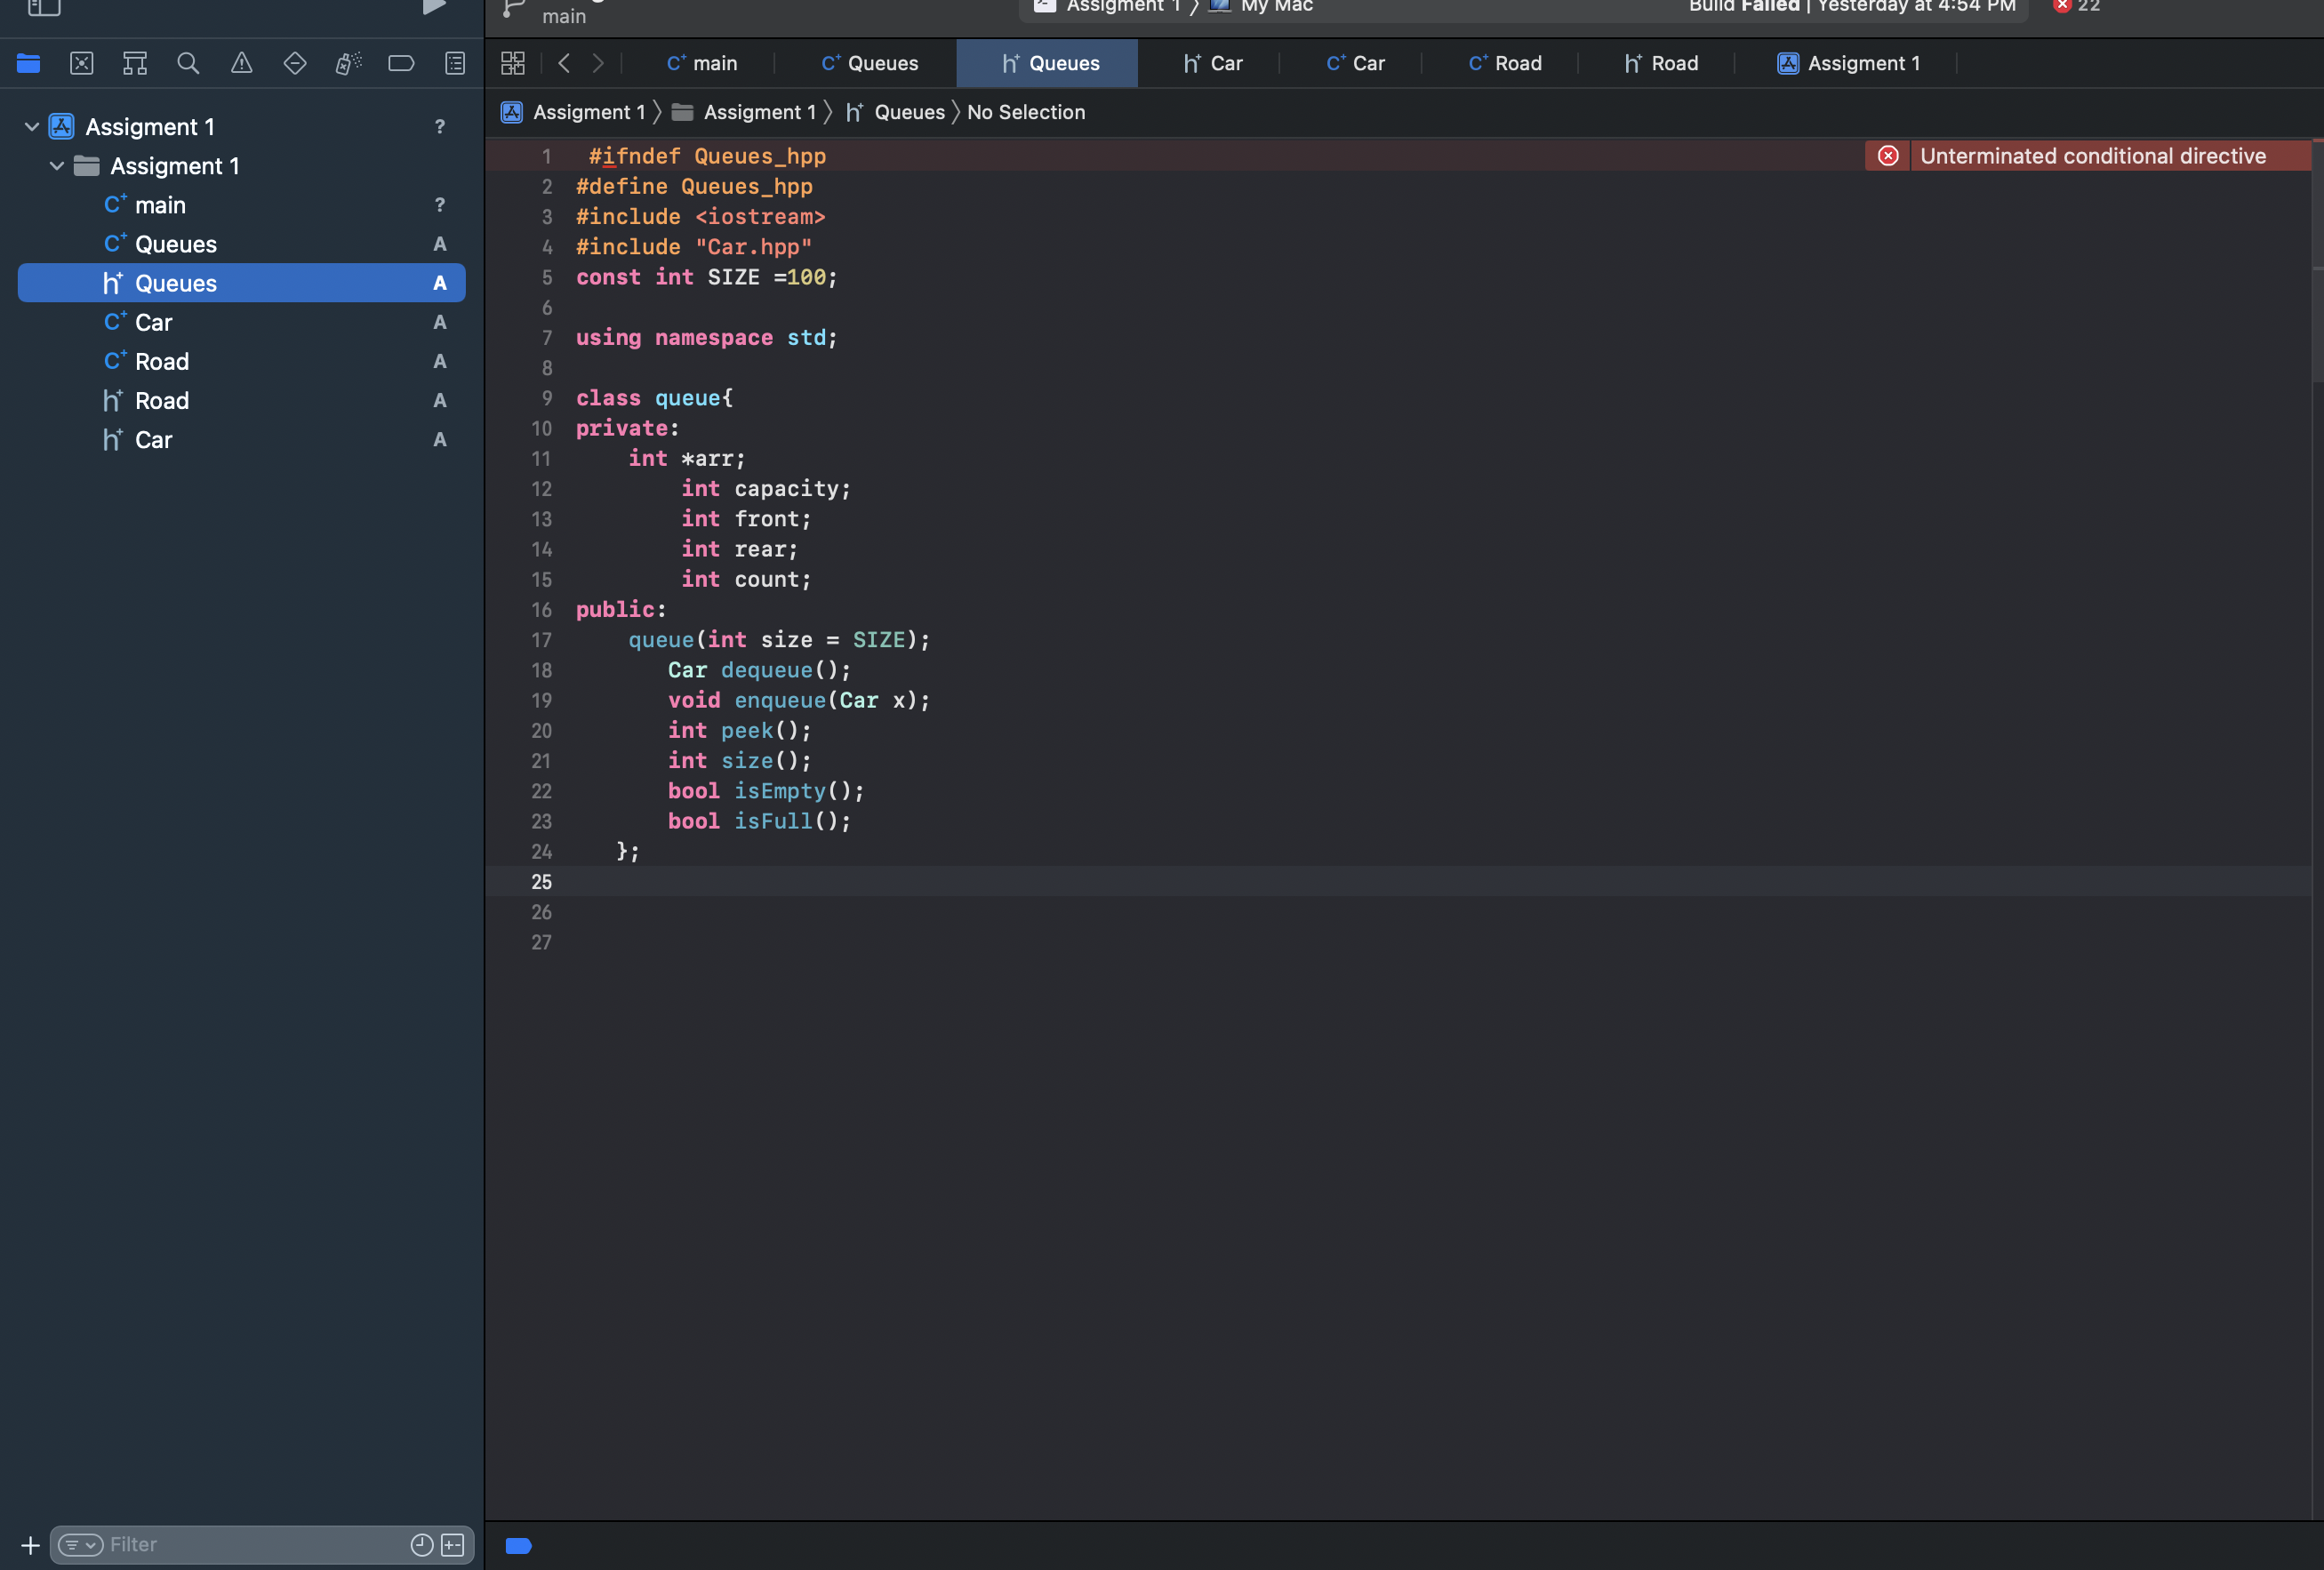 main
Assigment 1 〉 My Mac
Build Failed | Yesterday at 4:54 PM
22
main
Queues
Queues
Car
Car
Road
Road
Assigment 1
Assigment 1 〉 Assigment 1 〉 Queues 〉 No Selection
Assigment 1 ?
Assigment 1
main ?
Queues A
Queues A
Car A
Road A
Road A
Car A
1 #ifndef Queues_hpp
Unterminated conditional directive
2 #define Queues_hpp
3 #include <iostream>
4 #include "Car.hpp"
5 const int SIZE =100;
6
7 using namespace std;
8
9 class queue{
10 private:
11 int *arr;
12 int capacity;
13 int front;
14 int rear;
15 int count;
16 public:
17 queue(int size = SIZE);
18 Car dequeue();
19 void enqueue(Car x);
20 int peek();
21 int size();
22 bool isEmpty();
23 bool isFull();
24 };
25
26
27
Filter